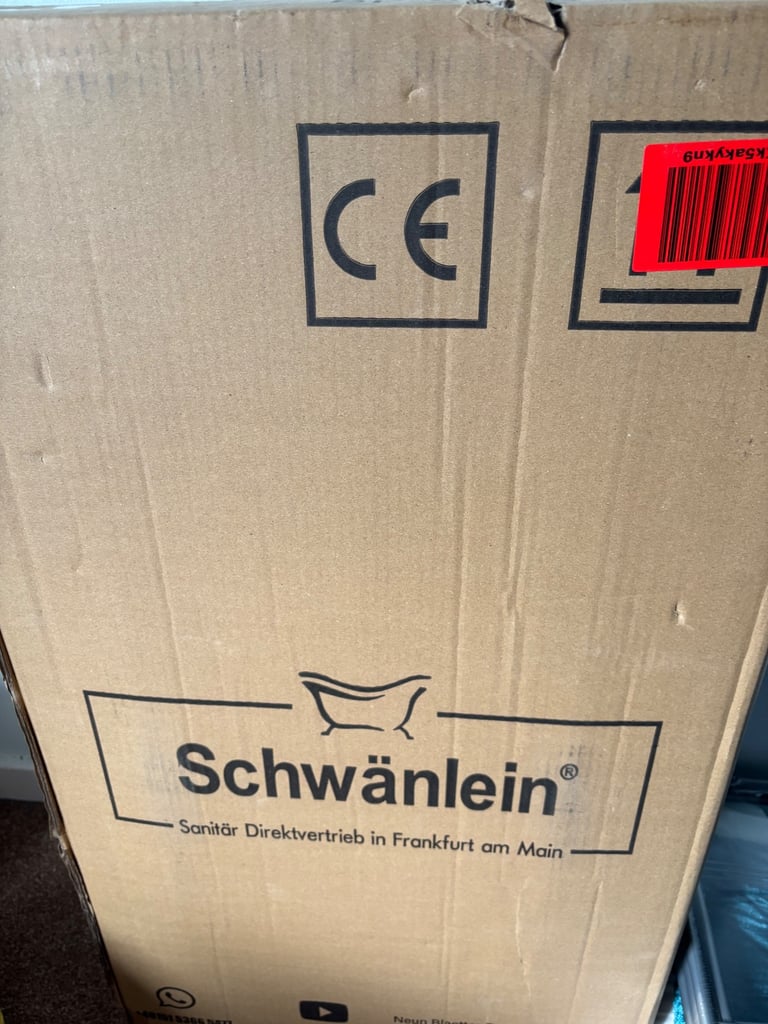 CE
Schwänlein®
Sanitär Direktvertrieb in Frankfurt am Main